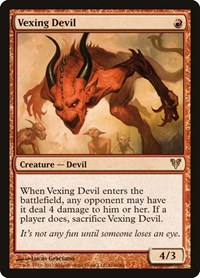 Vexing Devil
Creature — Devil
When Vexing Devil enters the
battlefield, any opponent may have
it deal 4 damage to him or her. If a
player does, sacrifice Vexing Devil.
It's not any fun until someone loses an eye.
4/3